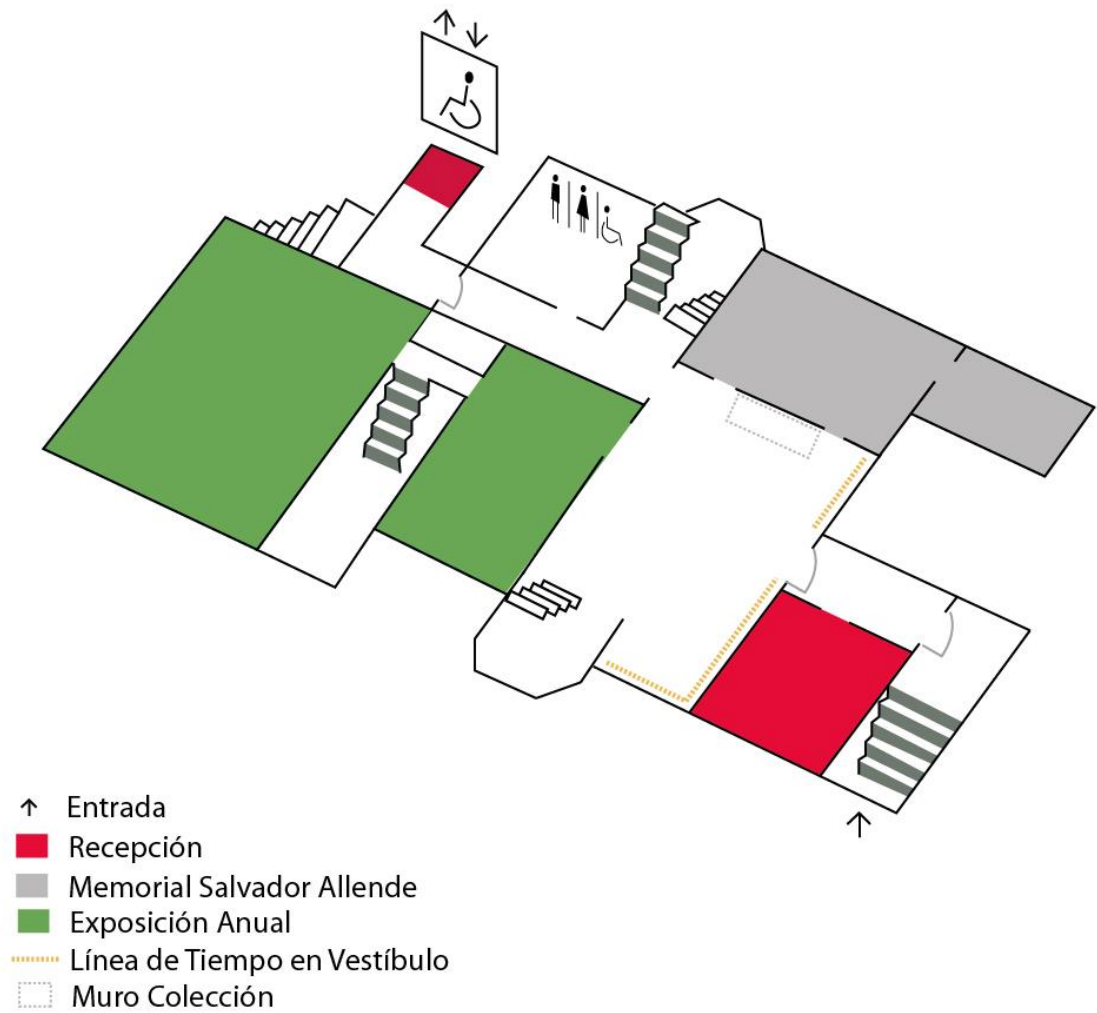 Entrada
Recepción
Memorial Salvador Allende
Exposición Anual
Línea de Tiempo en Vestíbulo
Muro Colección